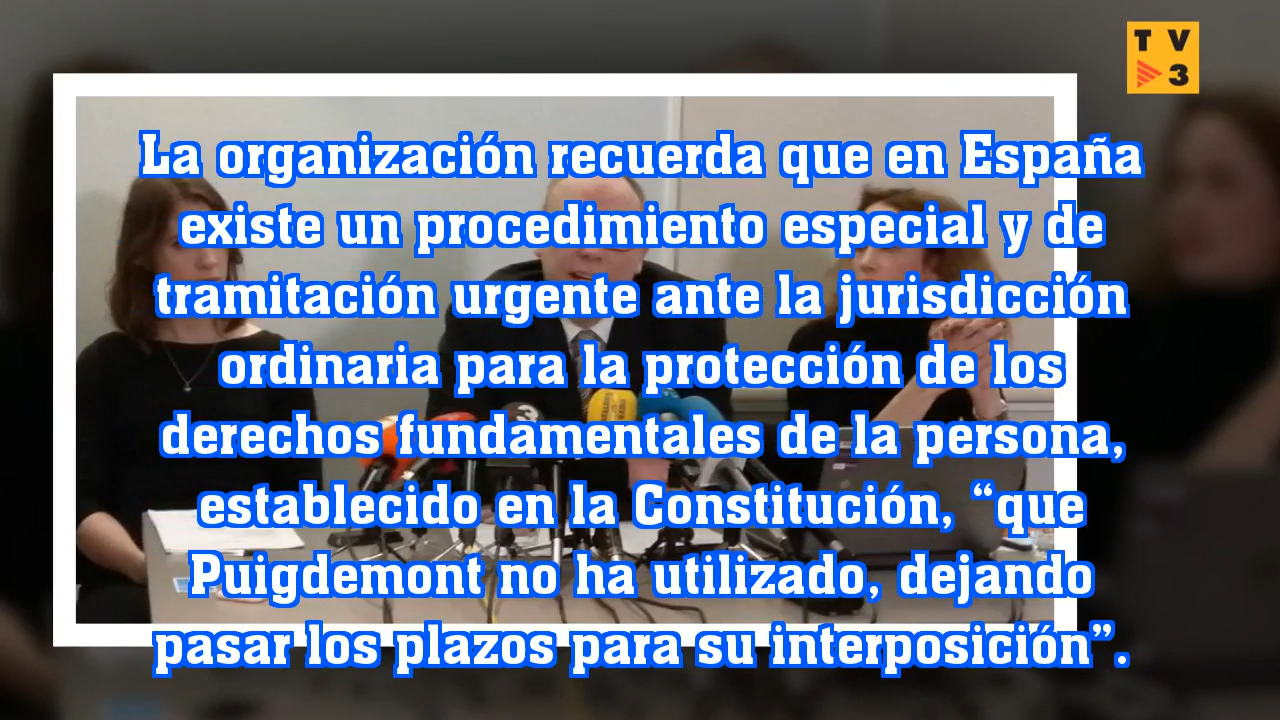 TV
3
La organización recuerda que en España
existe un procedimiento especial y de
tramitación urgente ante la jurisdicción
ordinaria para la protección de los
derechos fundamentales de la persona,
establecido en la Constitución, “que
Puigdemont no ha utilizado, dejando
pasar los plazos para su interposición”.